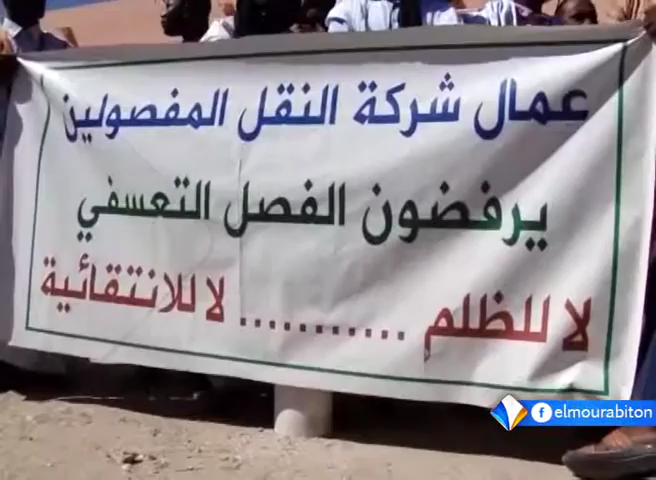 عمال شركة النقل المفصولين
يرفضون الفصل التعسفي
لا للظلم ........... لا للانتقائية
elmourabiton